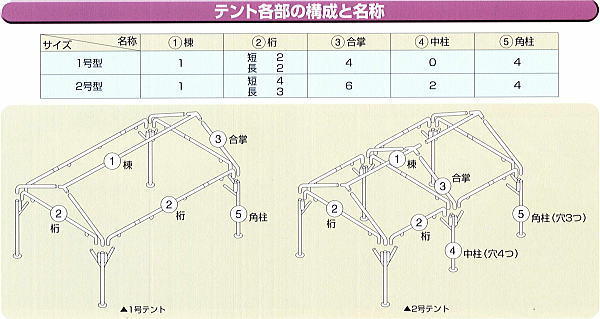 テント各部の構成と名称
サイズ 名称 ①棟 ②桁 ③合掌 ④中柱 ⑤角柱
1号型 1 短 2 長 2 4 0 4
2号型 1 短 4 長 3 6 2 4
③ 合掌
① 棟
② 桁
② 桁
⑤ 角柱
▲1号テント
① 棟
③ 合掌
② 桁
② 桁
⑤ 角柱(穴3つ)
④ 中柱(穴4つ)
▲2号テント